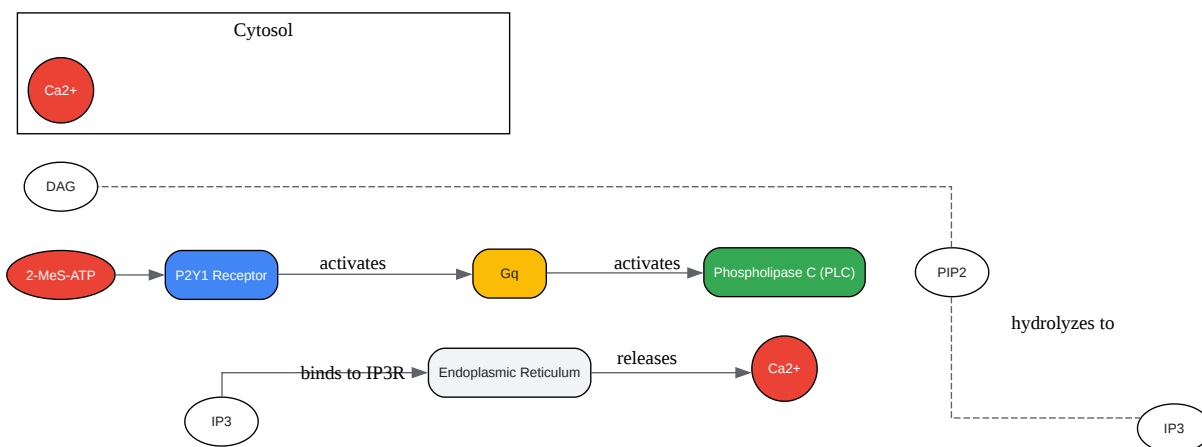 Cytosol
Ca2+
DAG
2-MeS-ATP
P2Y1 Receptor
activates
Gq
activates
Phospholipase C (PLC)
PIP2
hydrolyzes to
binds to IP3R
Endoplasmic Reticulum
releases
Ca2+
IP3
IP3